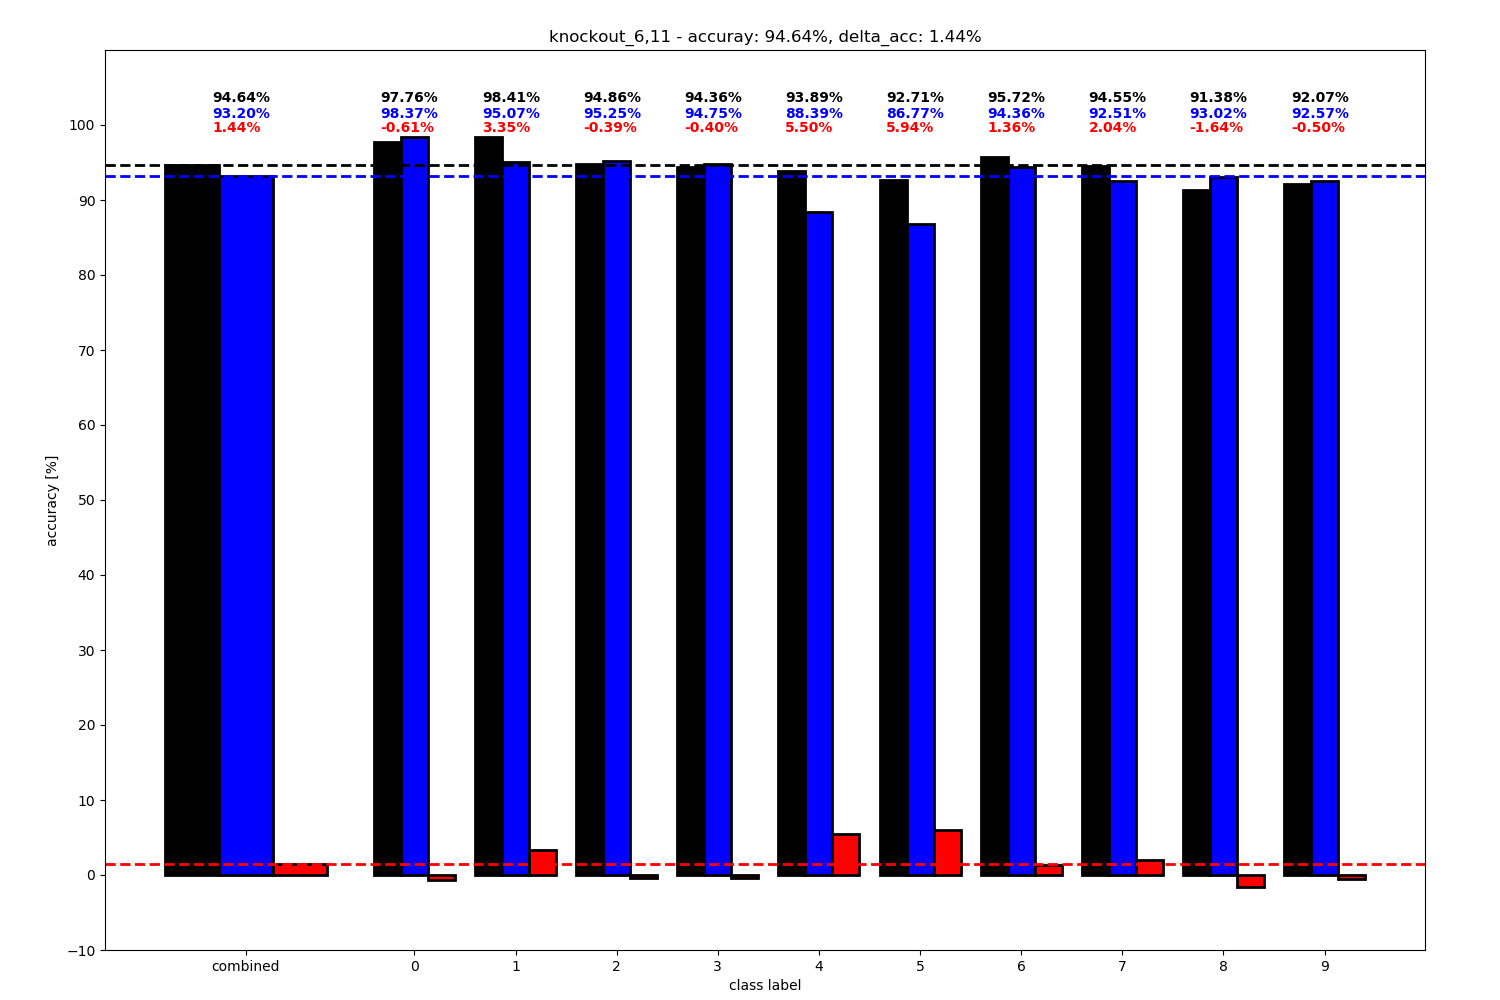 knockout_6,11 - accuray: 94.64%, delta_acc: 1.44%
94.64% 97.76% 98.41% 94.86% 94.36% 93.89% 92.71% 95.72% 94.55% 91.38% 92.07%
93.20% 98.37% 95.07% 95.25% 94.75% 88.39% 86.77% 94.36% 92.51% 93.02% 92.57%
1.44% -0.61% 3.35% -0.39% -0.40% 5.50% 5.94% 1.36% 2.04% -1.64% -0.50%
100
90
80
70
60
50
40
30
20
10
0
−10
accuracy [%]
combined 0 1 2 3 4 5 6 7 8 9
class label